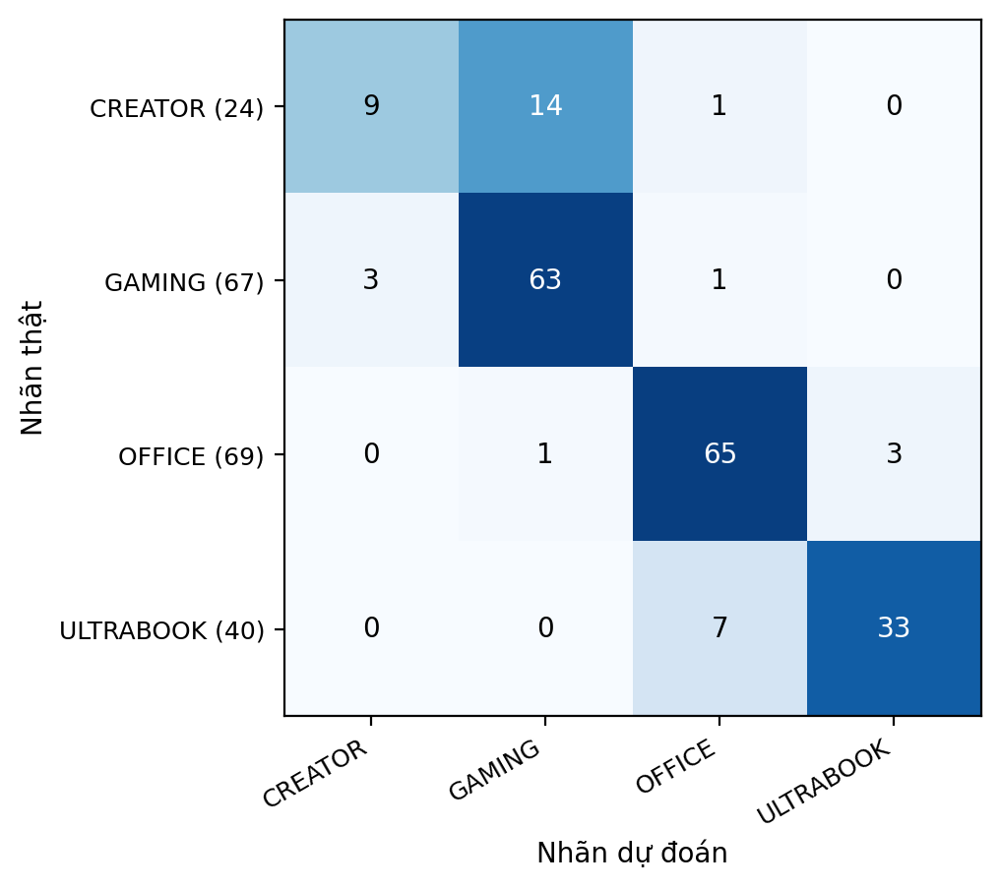 CREATOR (24) 9 14 1 0
GAMING (67) 3 63 1 0
OFFICE (69) 0 1 65 3
ULTRABOOK (40) 0 0 7 33
Nhãn thật
CREATOR GAMING OFFICE ULTRABOOK
Nhãn dự đoán